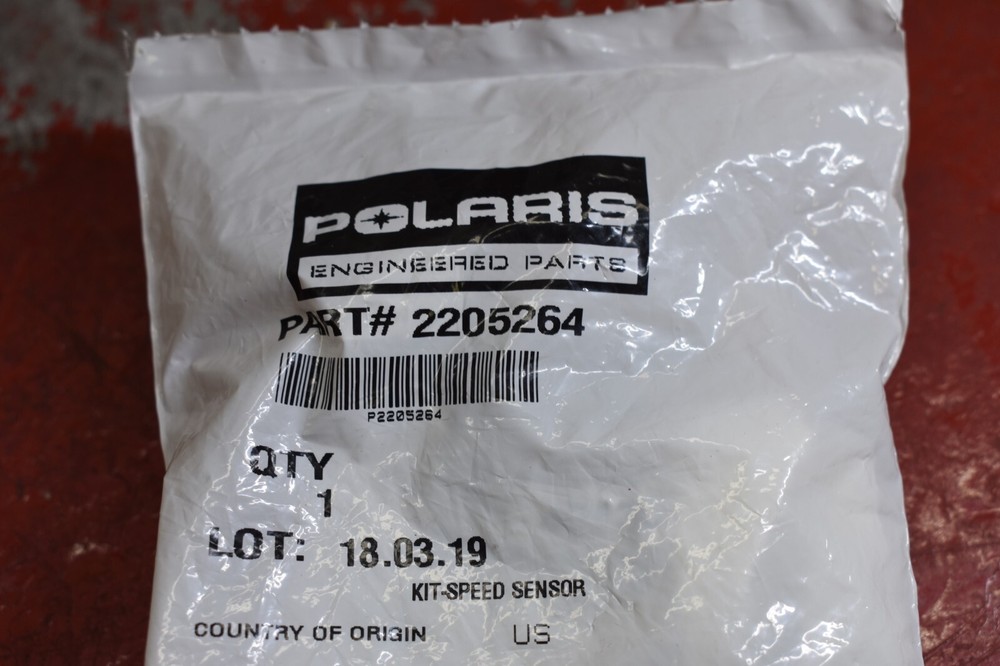 POLARIS
ENGINEERED PARTS
PART# 2205264
P2205264
QTY
1
LOT: 18.03.19
KIT-SPEED SENSOR
COUNTRY OF ORIGIN US